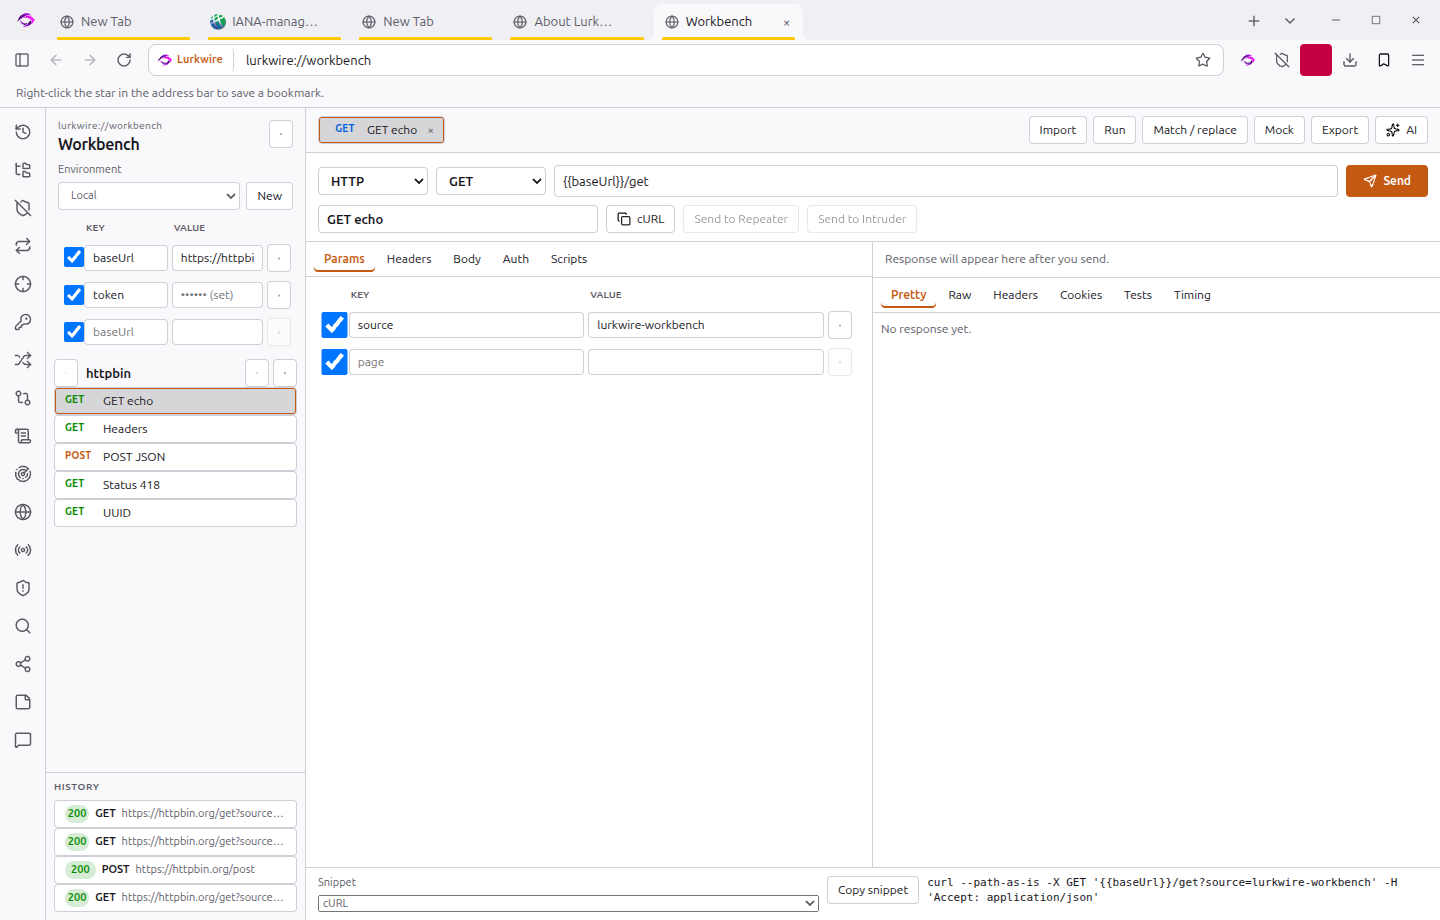 New Tab
IANA-manag...
New Tab
About Lurk...
Workbench
Lurkwire
lurkwire://workbench
Right-click the star in the address bar to save a bookmark.
lurkwire://workbench
Workbench
Environment
Local
New
KEY VALUE
baseUrl https://httpbi
token •••••• (set)
baseUrl
httpbin
GET GET echo
GET Headers
POST POST JSON
GET Status 418
GET UUID
HISTORY
200 GET https://httpbin.org/get?source...
200 GET https://httpbin.org/get?source...
200 POST https://httpbin.org/post
200 GET https://httpbin.org/get?source...
GET GET echo ×
Import
Run
Match / replace
Mock
Export
AI
HTTP
GET
{{baseUrl}}/get
Send
GET echo
cURL
Send to Repeater
Send to Intruder
Params Headers Body Auth Scripts
KEY VALUE
source lurkwire-workbench
page
Response will appear here after you send.
Pretty Raw Headers Cookies Tests Timing
No response yet.
Snippet
cURL
Copy snippet
curl --path-as-is -X GET '{{baseUrl}}/get?source=lurkwire-workbench' -H
'Accept: application/json'